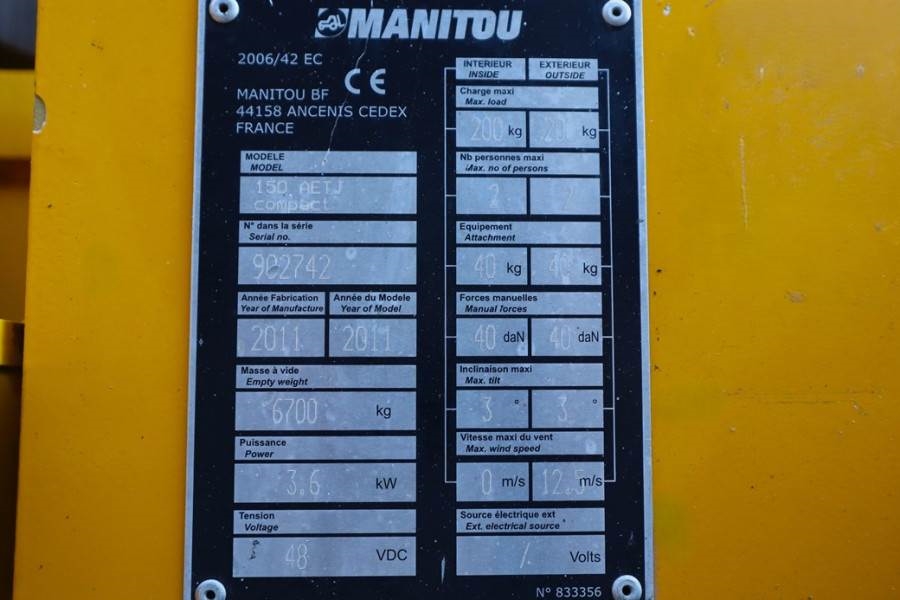 MANITOU
2006/42 EC
CE
MANITOU BF
44158 ANCENIS CEDEX
FRANCE
MODELE
MODEL
150 AETJ
compact
N° dans la série
Serial no.
902742
Année Fabrication
Year of Manufacture
Année du Modele
Year of Model
2011
2011
Masse à vide
Empty weight
6700 kg
Puissance
Power
3.6 kW
Tension
Voltage
48 VDC
INTERIEUR
INSIDE
EXTERIEUR
OUTSIDE
Charge maxi
Max. load
200 kg
kg
Nb personnes maxi
Max. no of persons
2
2
Equipement
Attachment
40 kg
40 kg
Forces manuelles
Manual forces
40 daN
40 daN
Inclinaison maxi
Max. tilt
3 °
3 °
Vitesse maxi du vent
Max. wind speed
0 m/s
12.5 m/s
Source électrique ext
Ext. electrical source
/ Volts
N° 833356